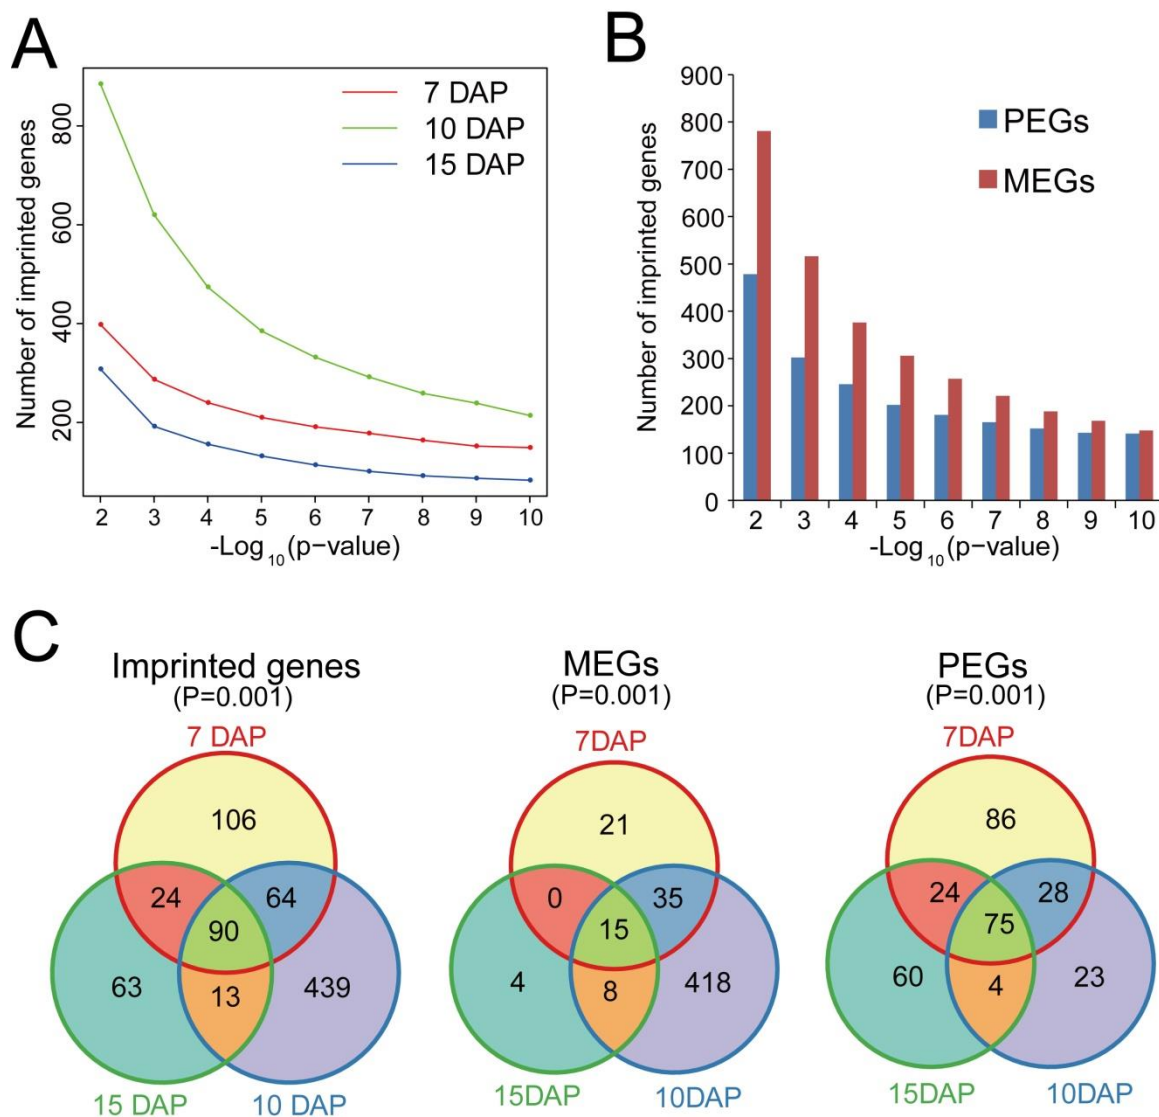 A
Number of imprinted genes
800
600
400
200
7 DAP
10 DAP
15 DAP
2 3 4 5 6 7 8 9 10
-Log10(p−value)
B
Number of imprinted genes
900
800
700
600
500
400
300
200
100
0
PEGs
MEGs
2 3 4 5 6 7 8 9 10
-Log10(p−value)
C
Imprinted genes
(P=0.001)
7 DAP
106
24 64
90
63 13 439
15 DAP 10 DAP
MEGs
(P=0.001)
7DAP
21
0 35
15
4 8 418
15DAP 10DAP
PEGs
(P=0.001)
7DAP
86
24 28
75
60 4 23
15DAP 10DAP